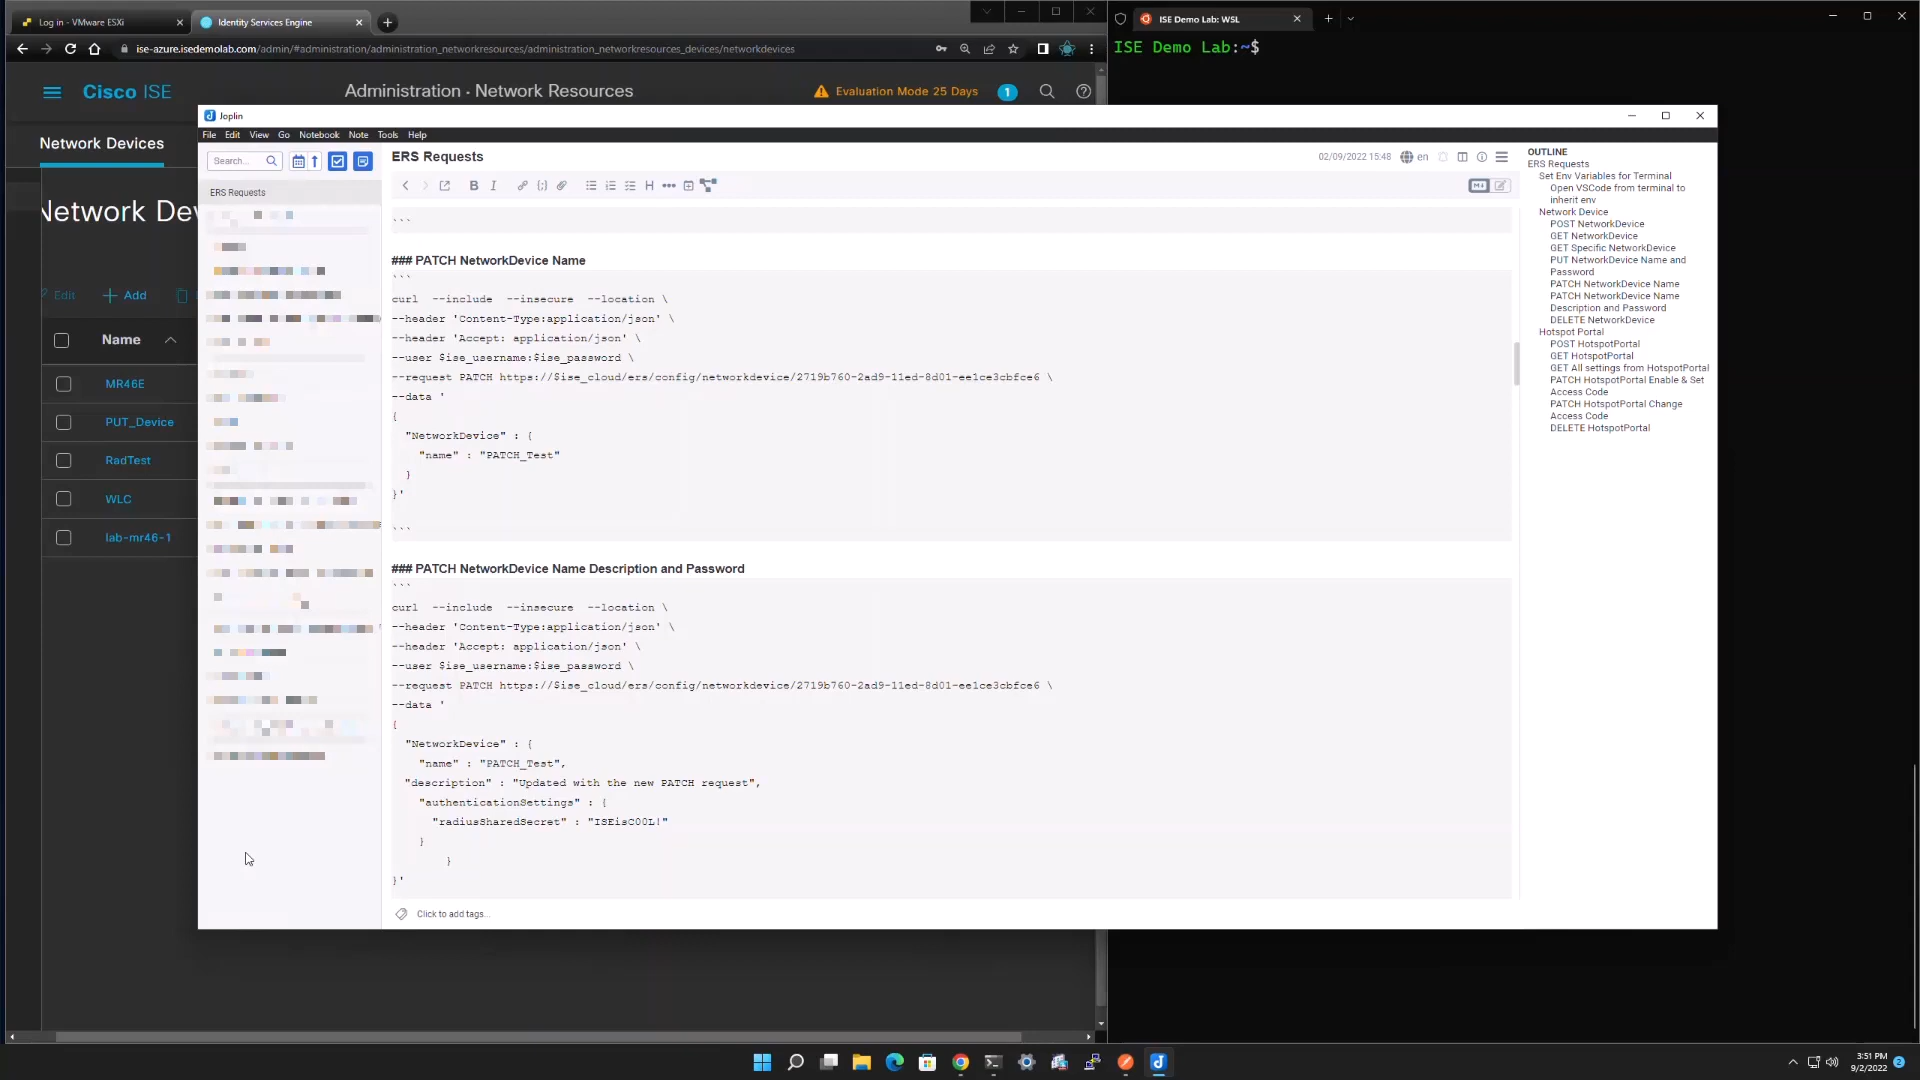 Log in - VMware ESXi
Identity Services Engine
ise-azure.isedemolab.com/admin/#administration/administration_networkresources/administration_networkresources_devices/networkdevices
Cisco ISE
Administration · Network Resources
Evaluation Mode 25 Days
1
Network Devices
Network De
Edit
Add
Name
MR46E
PUT_Device
RadTest
WLC
lab-mr46-1
ISE Demo Lab: WSL
ISE Demo Lab:~$
Joplin
File Edit View Go Notebook Note Tools Help
Search...
ERS Requests
ERS Requests
02/09/2022 15:48
en
B I H
```
### PATCH NetworkDevice Name
```
curl --include --insecure --location \
--header 'Content-Type:application/json' \
--header 'Accept: application/json' \
--user $ise_username:$ise_password \
--request PATCH https://$ise_cloud/ers/config/networkdevice/2719b760-2ad9-11ed-8d01-ee1ce3cbfce6 \
--data '
{
"NetworkDevice" : {
"name" : "PATCH_Test"
}
}'
```
### PATCH NetworkDevice Name Description and Password
```
curl --include --insecure --location \
--header 'Content-Type:application/json' \
--header 'Accept: application/json' \
--user $ise_username:$ise_password \
--request PATCH https://$ise_cloud/ers/config/networkdevice/2719b760-2ad9-11ed-8d01-ee1ce3cbfce6 \
--data '
{
"NetworkDevice" : {
"name" : "PATCH_Test",
"description" : "Updated with the new PATCH request",
"authenticationSettings" : {
"radiusSharedSecret" : "ISEisC00L!"
}
}
}'
Click to add tags...
OUTLINE
ERS Requests
Set Env Variables for Terminal
Open VSCode from terminal to
inherit env
Network Device
POST NetworkDevice
GET NetworkDevice
GET Specific NetworkDevice
PUT NetworkDevice Name and
Password
PATCH NetworkDevice Name
PATCH NetworkDevice Name
Description and Password
DELETE NetworkDevice
Hotspot Portal
POST HotspotPortal
GET HotspotPortal
GET All settings from HotspotPortal
PATCH HotspotPortal Enable & Set
Access Code
PATCH HotspotPortal Change
Access Code
DELETE HotspotPortal
3:51 PM
9/2/2022
2